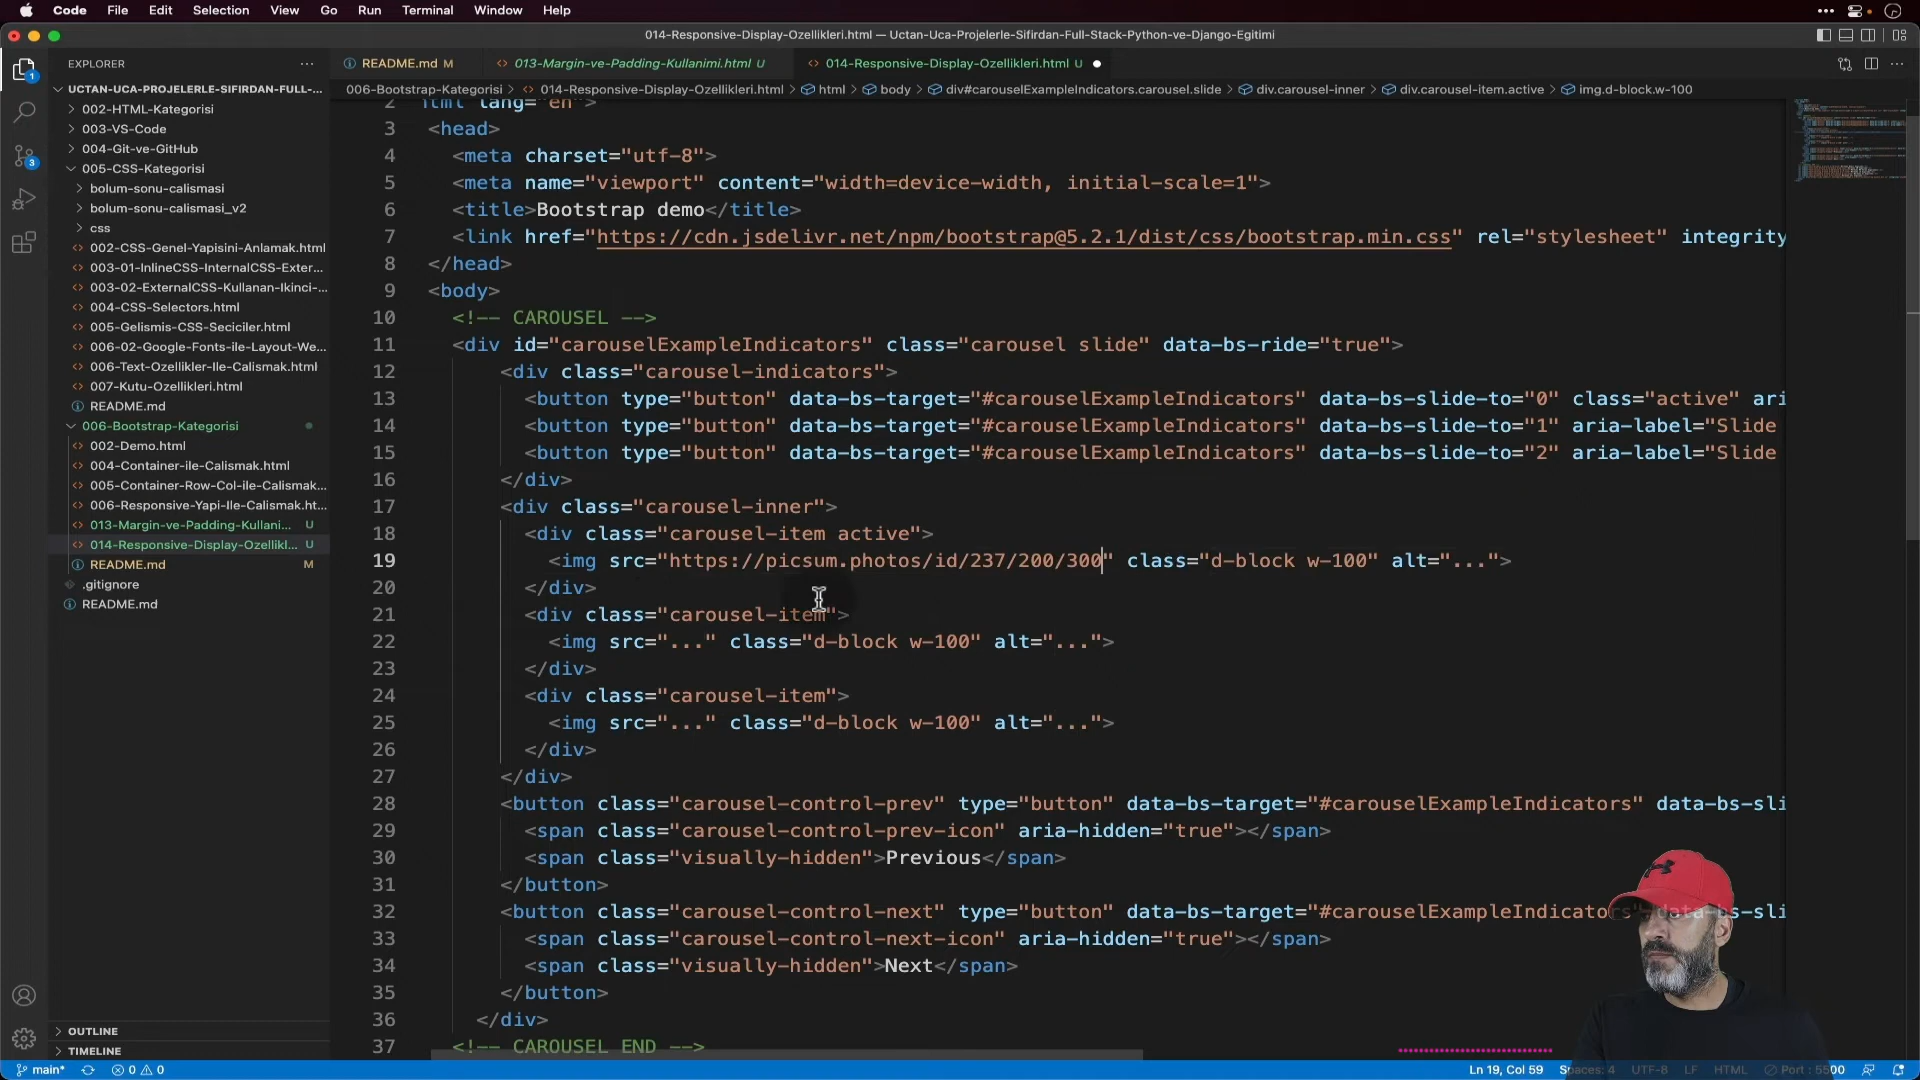 Code File Edit Selection View Go Run Terminal Window Help
014-Responsive-Display-Ozellikleri.html — Uctan-Uca-Projelerle-Sifirdan-Full-Stack-Python-ve-Django-Egitimi
EXPLORER
UCTAN-UCA-PROJELERLE-SIFIRDAN-FULL-...
002-HTML-Kategorisi
003-VS-Code
004-Git-ve-GitHub
005-CSS-Kategorisi
bolum-sonu-calismasi
bolum-sonu-calismasi_v2
css
002-CSS-Genel-Yapisini-Anlamak.html
003-01-InlineCSS-InternalCSS-Exter...
003-02-ExternalCSS-Kullanan-Ikinci-...
004-CSS-Selectors.html
005-Gelismis-CSS-Seciciler.html
006-02-Google-Fonts-ile-Layout-We...
006-Text-Ozellikler-Ile-Calismak.html
007-Kutu-Ozellikleri.html
README.md
006-Bootstrap-Kategorisi
002-Demo.html
004-Container-ile-Calismak.html
005-Container-Row-Col-ile-Calismak...
006-Responsive-Yapi-Ile-Calismak.ht...
013-Margin-ve-Padding-Kullani... U
014-Responsive-Display-Ozellikl... U
README.md M
.gitignore
README.md
OUTLINE
TIMELINE
1
3
README.md M 013-Margin-ve-Padding-Kullanimi.html U 014-Responsive-Display-Ozellikleri.html U
006-Bootstrap-Kategorisi > 014-Responsive-Display-Ozellikleri.html > html > body > div#carouselExampleIndicators.carousel.slide > div.carousel-inner > div.carousel-item.active > img.d-block.w-100
2 html lang="en">
3 <head>
4 <meta charset="utf-8">
5 <meta name="viewport" content="width=device-width, initial-scale=1">
6 <title>Bootstrap demo</title>
7 <link href="https://cdn.jsdelivr.net/npm/bootstrap@5.2.1/dist/css/bootstrap.min.css" rel="stylesheet" integrity
8 </head>
9 <body>
10 <!-- CAROUSEL -->
11 <div id="carouselExampleIndicators" class="carousel slide" data-bs-ride="true">
12 <div class="carousel-indicators">
13 <button type="button" data-bs-target="#carouselExampleIndicators" data-bs-slide-to="0" class="active" ari
14 <button type="button" data-bs-target="#carouselExampleIndicators" data-bs-slide-to="1" aria-label="Slide
15 <button type="button" data-bs-target="#carouselExampleIndicators" data-bs-slide-to="2" aria-label="Slide
16 </div>
17 <div class="carousel-inner">
18 <div class="carousel-item active">
19 <img src="https://picsum.photos/id/237/200/300" class="d-block w-100" alt="...">
20 </div>
21 <div class="carousel-item">
22 <img src="..." class="d-block w-100" alt="...">
23 </div>
24 <div class="carousel-item">
25 <img src="..." class="d-block w-100" alt="...">
26 </div>
27 </div>
28 <button class="carousel-control-prev" type="button" data-bs-target="#carouselExampleIndicators" data-bs-sli
29 <span class="carousel-control-prev-icon" aria-hidden="true"></span>
30 <span class="visually-hidden">Previous</span>
31 </button>
32 <button class="carousel-control-next" type="button" data-bs-target="#carouselExampleIndicators" data-bs-sli
33 <span class="carousel-control-next-icon" aria-hidden="true"></span>
34 <span class="visually-hidden">Next</span>
35 </button>
36 </div>
37 <!-- CAROUSEL END -->
main* 0 0 Ln 19, Col 59 Spaces: 4 UTF-8 LF HTML Port : 5500